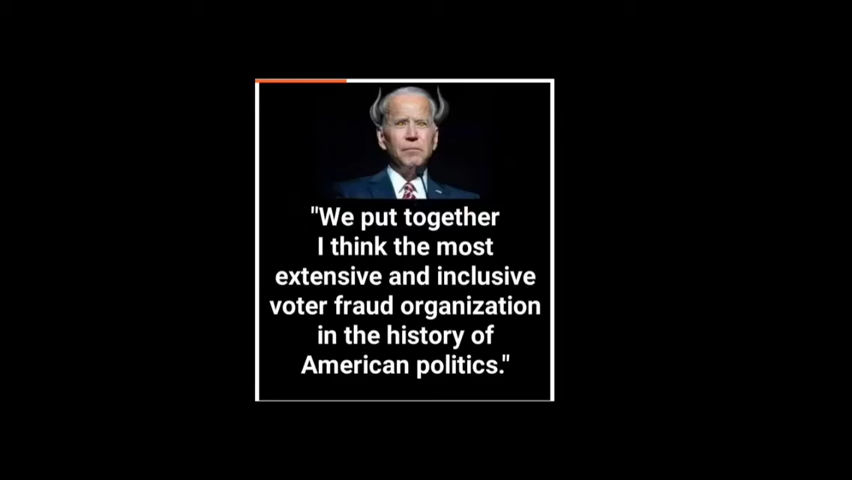 "We put together
I think the most
extensive and inclusive
voter fraud organization
in the history of
American politics."